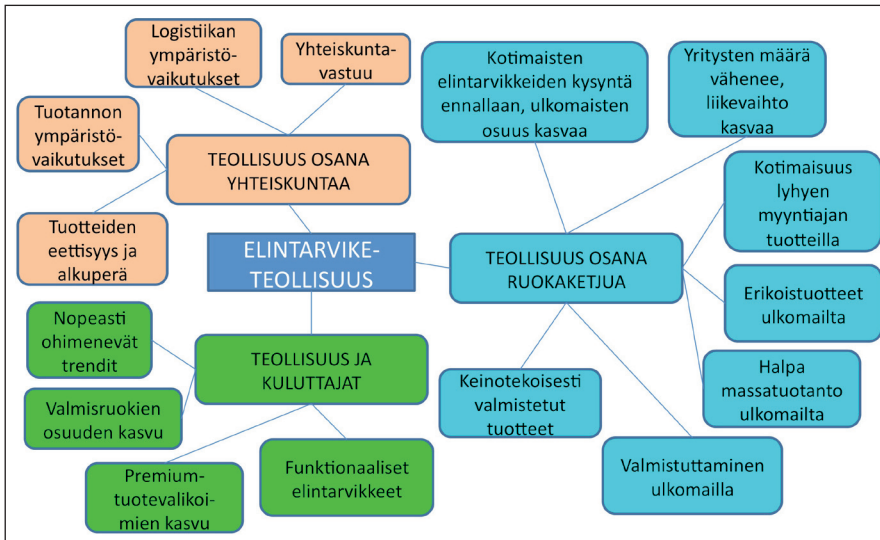 Logistiikan
ympäristö-
vaikutukset
Yhteiskunta-
vastuu
Tuotannon
ympäristö-
vaikutukset
TEOLLISUUS OSANA
YHTEISKUNTAA
Tuotteiden
eettisyys ja
alkuperä
ELINTARVIKE-
TEOLLISUUS
Kotimaisten
elintarvikkeiden kysyntä
ennallaan, ulkomaisten
osuus kasvaa
Yritysten määrä
vähenee,
liikevaihto
kasvaa
Kotimaisuus
lyhyen
myyntiajan
tuotteilla
TEOLLISUUS OSANA
RUOKAKETJUA
Erikoistuotteet
ulkomailta
Halpa
massatuotanto
ulkomailta
Keinotekoisesti
valmistetut
tuotteet
Valmistuttaminen
ulkomailla
Nopeasti
ohimenevät
trendit
TEOLLISUUS JA
KULUTTAJAT
Valmisruokien
osuuden kasvu
Premium-
tuotevalikoi-
mien kasvu
Funktionaaliset
elintarvikkeet